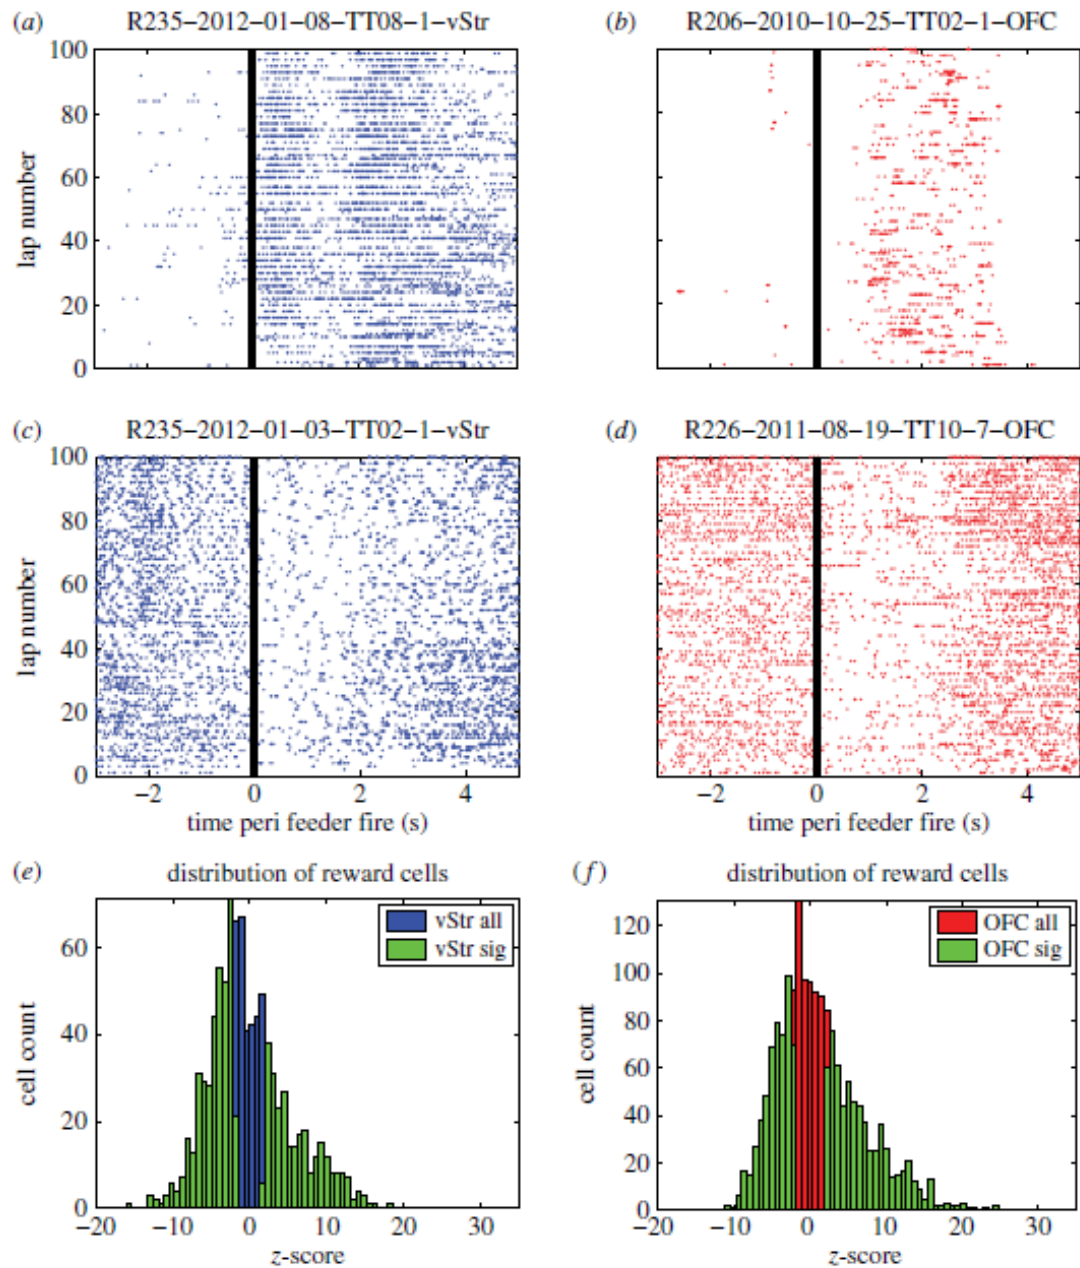 (a) R235–2012–01–08–TT08–1–vStr
100
80
60
40
20
0
lap number
(b) R206–2010–10–25–TT02–1–OFC
(c) R235–2012–01–03–TT02–1–vStr
100
80
60
40
20
0
lap number
−2 0 2 4
time peri feeder fire (s)
(d) R226–2011–08–19–TT10–7–OFC
−2 0 2 4
time peri feeder fire (s)
(e) distribution of reward cells
vStr all
vStr sig
60
40
20
0
cell count
−20 −10 0 10 20 30
z-score
(f) distribution of reward cells
OFC all
OFC sig
120
100
80
60
40
20
0
cell count
−20 −10 0 10 20 30
z-score